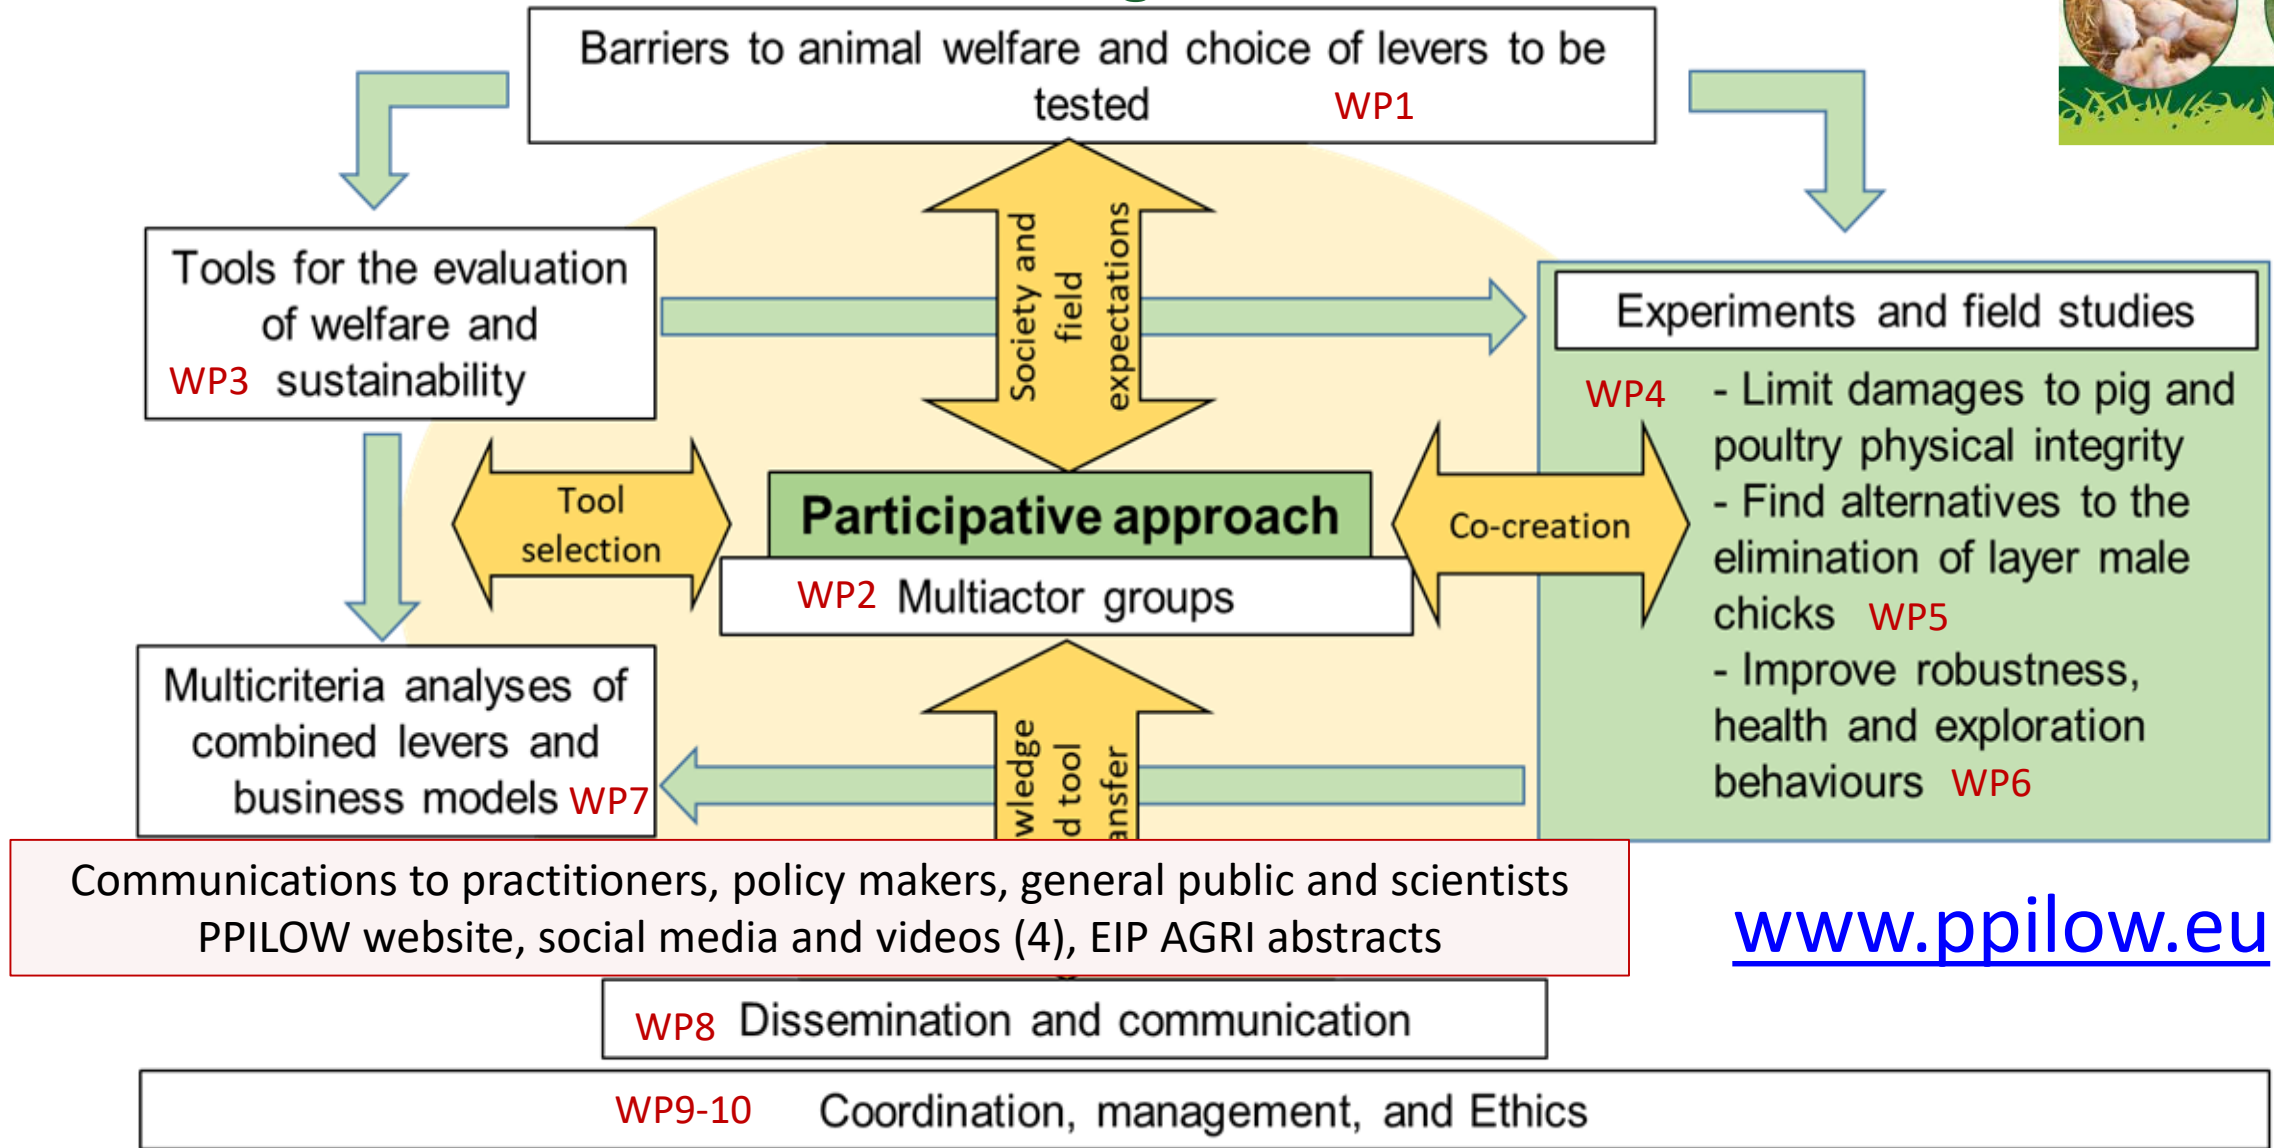 Barriers to animal welfare and choice of levers to be
tested WP1
Society and
field
expectations
Tools for the evaluation
of welfare and
WP3 sustainability
Experiments and field studies
WP4 - Limit damages to pig and
poultry physical integrity
- Find alternatives to the
elimination of layer male
chicks WP5
- Improve robustness,
health and exploration
behaviours WP6
Tool
selection
Participative approach
WP2 Multiactor groups
Co-creation
Multicriteria analyses of
combined levers and
business models WP7
tool
Communications to practitioners, policy makers, general public and scientists
PPILOW website, social media and videos (4), EIP AGRI abstracts
www.ppilow.eu
WP8 Dissemination and communication
WP9-10 Coordination, management, and Ethics